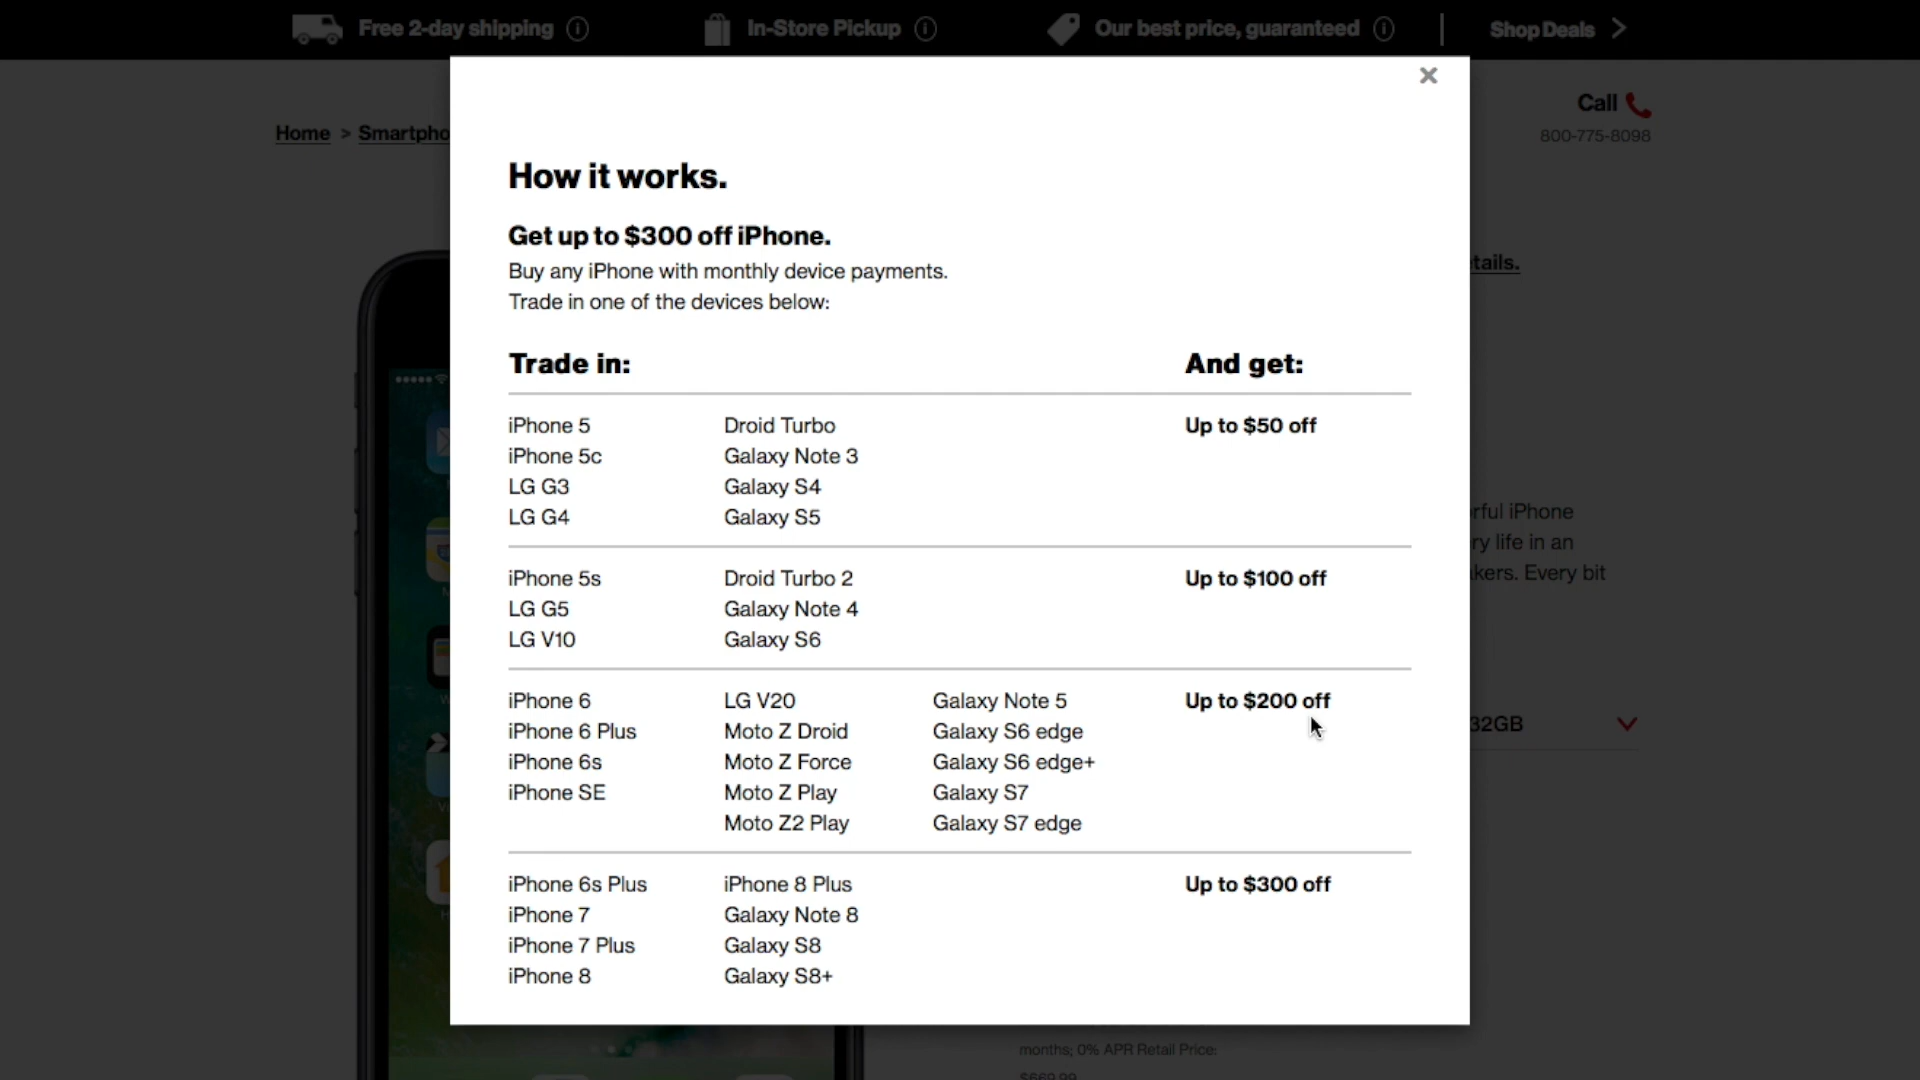 Free 2-day shipping
In-Store Pickup
Our best price, guaranteed
Shop Deals
Call
800-775-8098
Home > Smartpho
How it works.
Get up to $300 off iPhone.
Buy any iPhone with monthly device payments.
Trade in one of the devices below:
Trade in: And get:
iPhone 5 Droid Turbo Up to $50 off
iPhone 5c Galaxy Note 3
LG G3 Galaxy S4
LG G4 Galaxy S5
iPhone 5s Droid Turbo 2 Up to $100 off
LG G5 Galaxy Note 4
LG V10 Galaxy S6
iPhone 6 LG V20 Galaxy Note 5 Up to $200 off
iPhone 6 Plus Moto Z Droid Galaxy S6 edge
iPhone 6s Moto Z Force Galaxy S6 edge+
iPhone SE Moto Z Play Galaxy S7
Moto Z2 Play Galaxy S7 edge
iPhone 6s Plus iPhone 8 Plus Up to $300 off
iPhone 7 Galaxy Note 8
iPhone 7 Plus Galaxy S8
iPhone 8 Galaxy S8+
tails.
rful iPhone
ry life in an
kers. Every bit
32GB
months; 0% APR Retail Price: